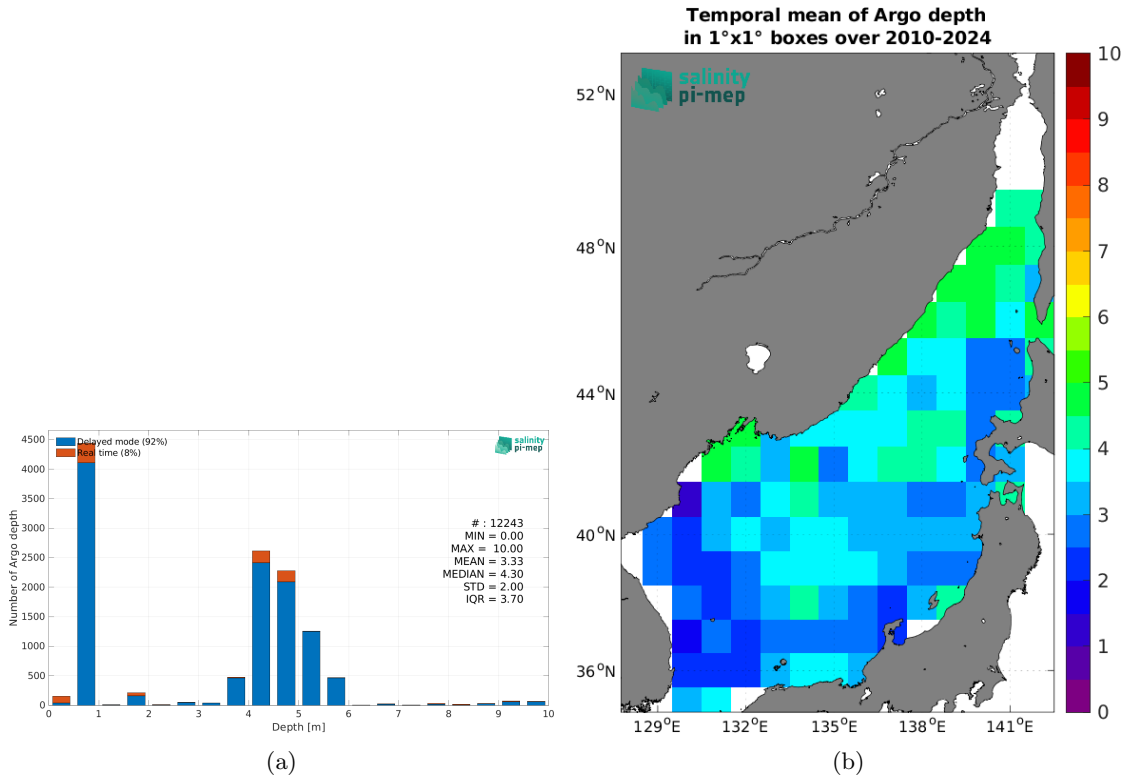 4500
4000
3500
3000
2500
2000
1500
1000
500
0
Number of Argo depth
Delayed mode (92%)
Real time (8%)
salinity
pi-mep
# : 12243
MIN = 0.00
MAX = 10.00
MEAN = 3.33
MEDIAN = 4.30
STD = 2.00
IQR = 3.70
0 1 2 3 4 5 6 7 8 9 10
Depth [m]
(a)
Temporal mean of Argo depth
in 1°x1° boxes over 2010-2024
salinity
pi-mep
52°N
48°N
44°N
40°N
36°N
129°E 132°E 135°E 138°E 141°E
10
9
8
7
6
5
4
3
2
1
0
(b)